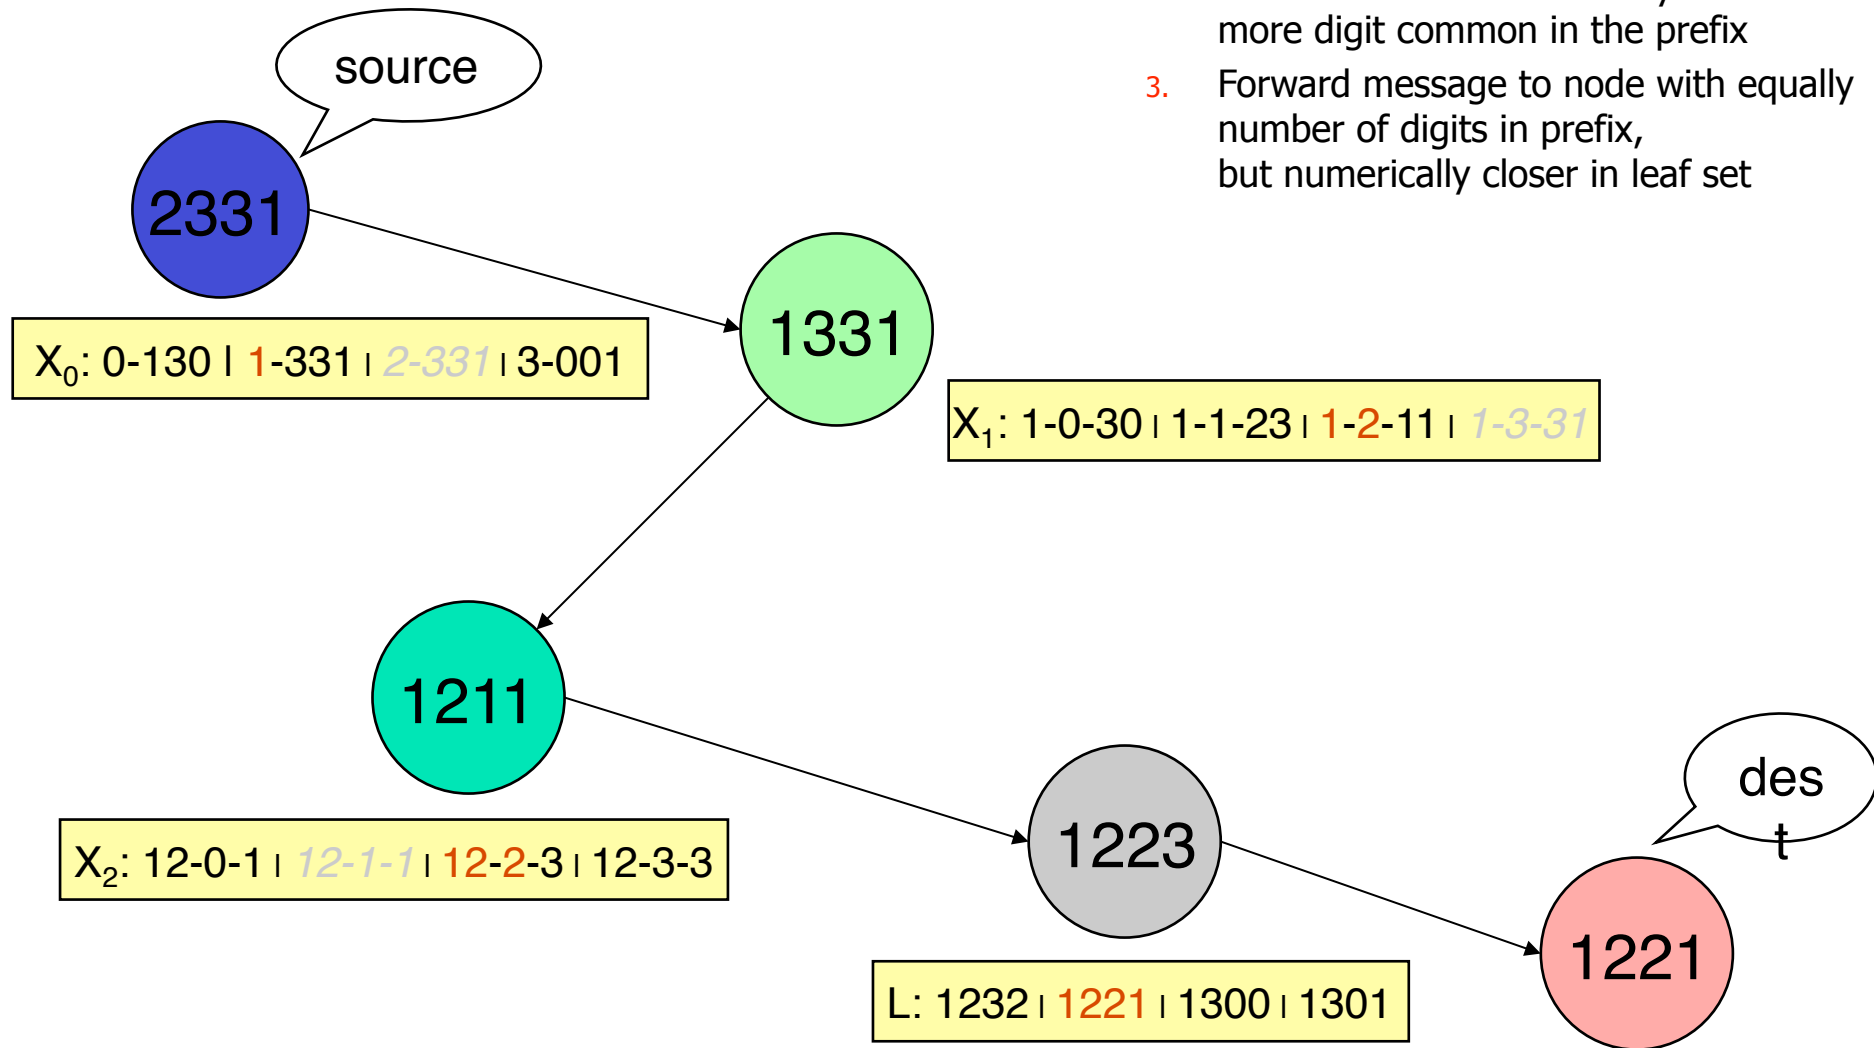 more digit common in the prefix
3. Forward message to node with equally
number of digits in prefix,
but numerically closer in leaf set
source
2331
X₀: 0-130 | 1-331 | 2-331 | 3-001
1331
X₁: 1-0-30 | 1-1-23 | 1-2-11 | 1-3-31
1211
X₂: 12-0-1 | 12-1-1 | 12-2-3 | 12-3-3
1223
L: 1232 | 1221 | 1300 | 1301
des
t
1221